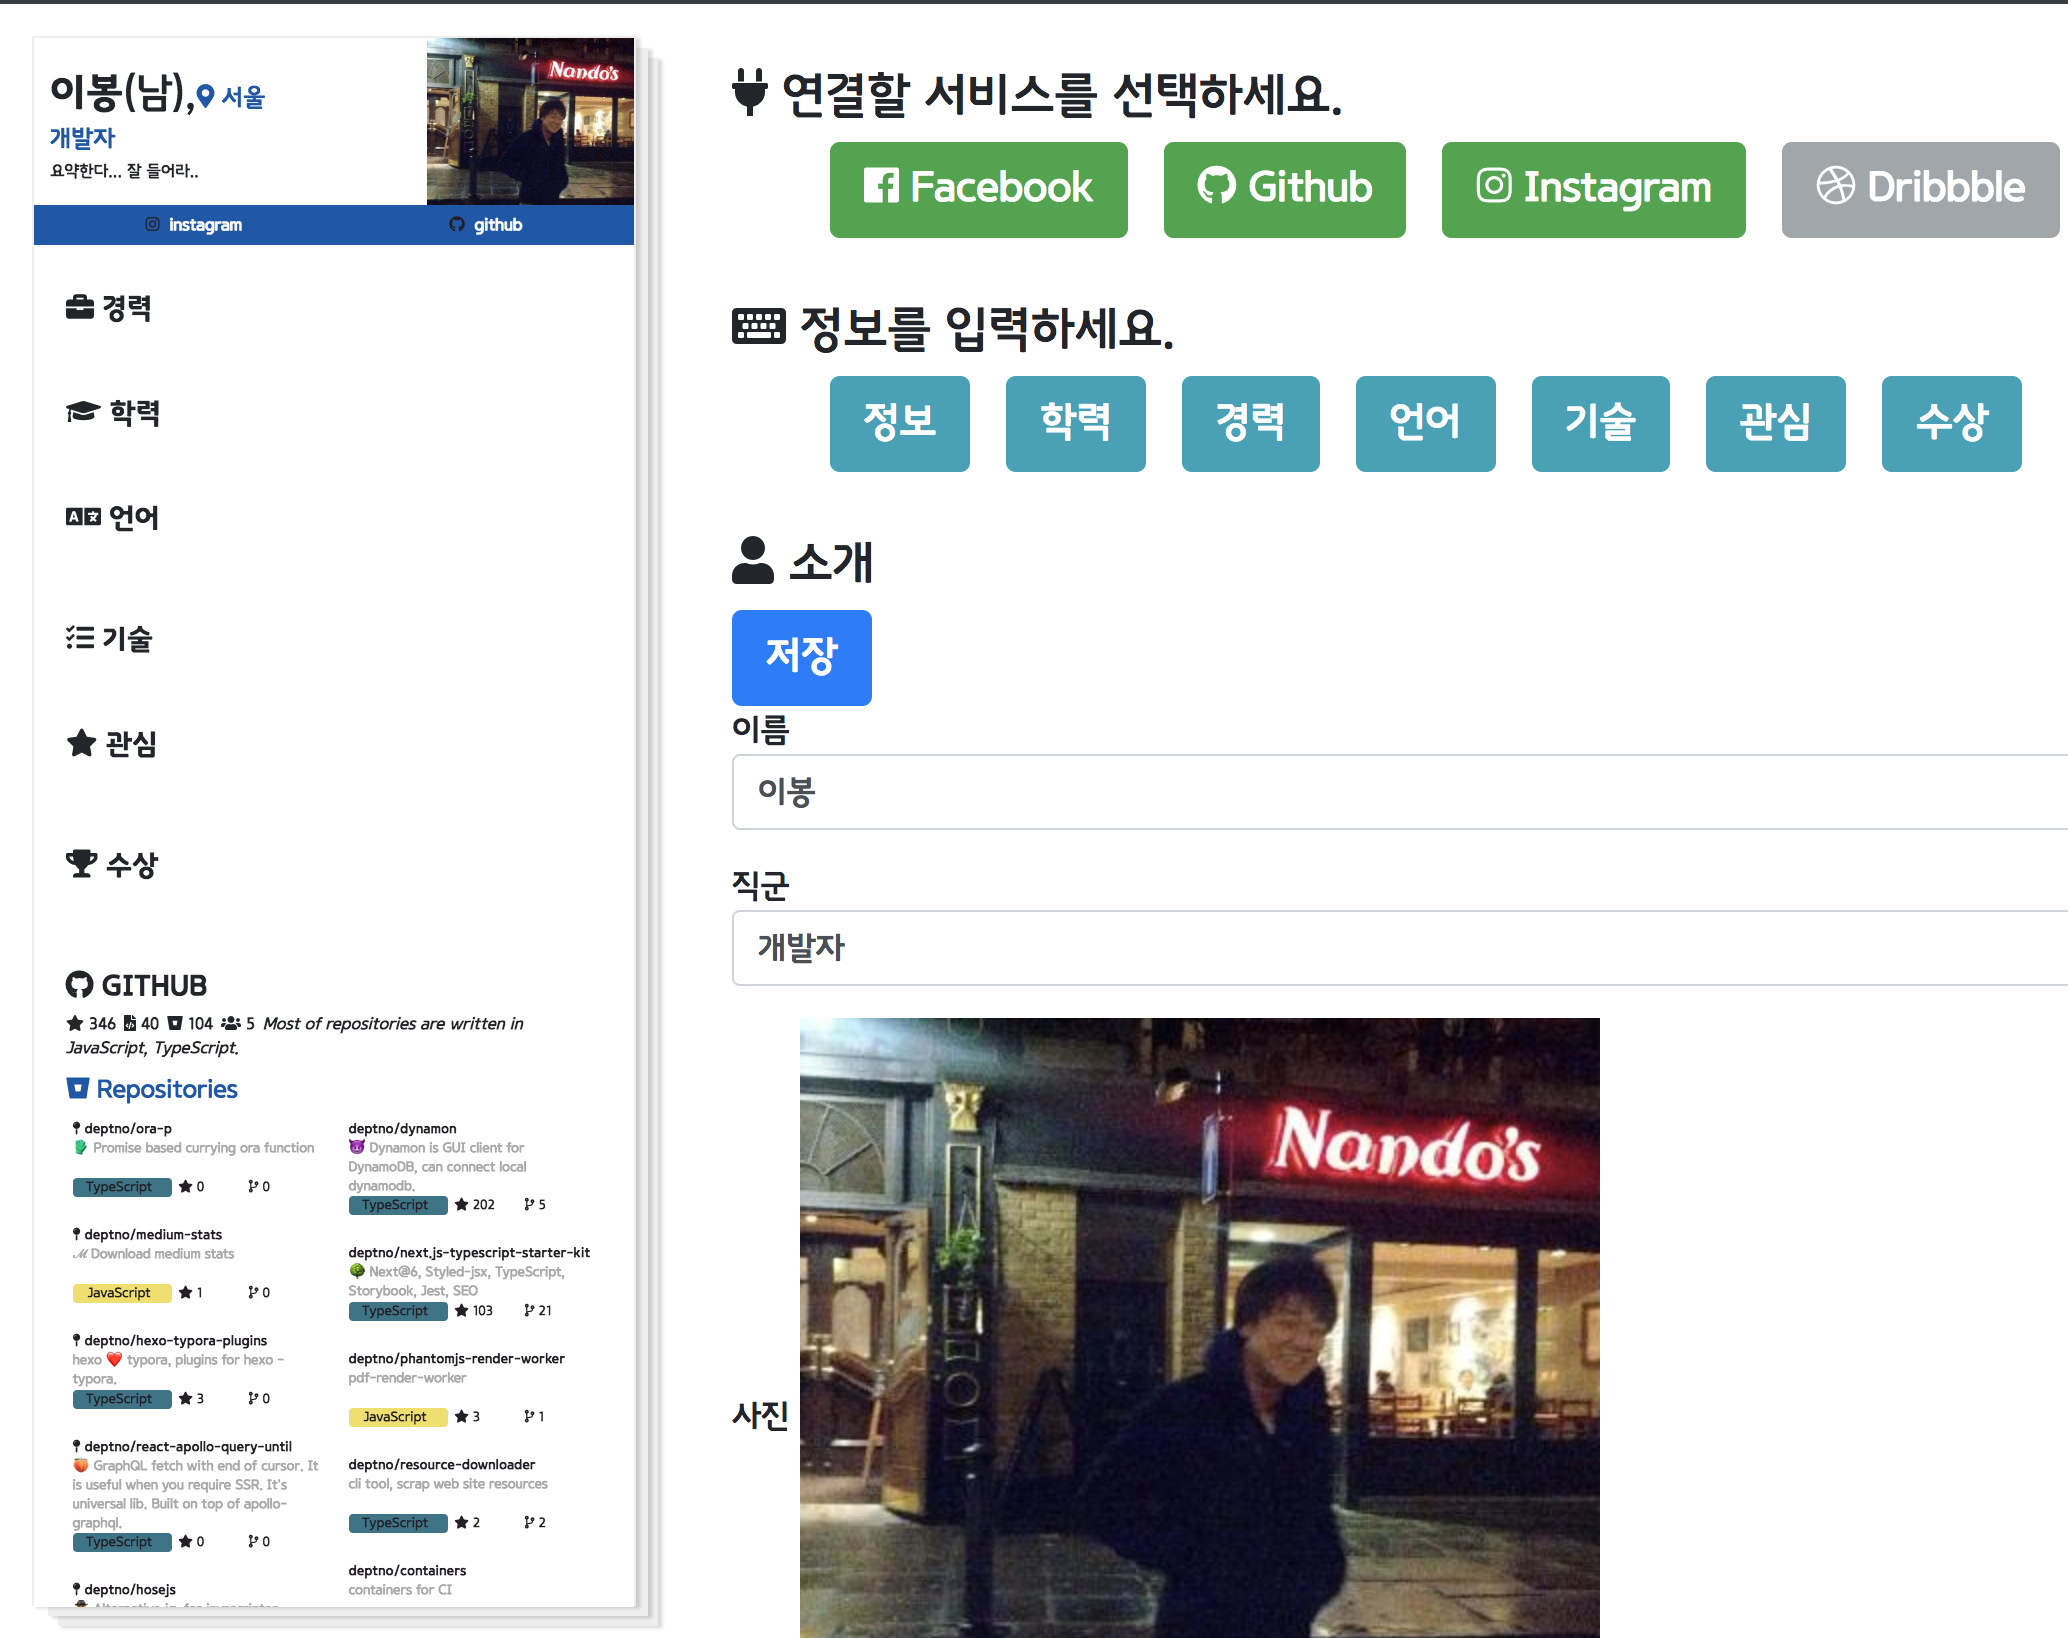 이봉(남), 서울
개발자
요약한다... 잘 들어라..
Nando's
instagram
github
경력
학력
언어
기술
관심
수상
GITHUB
346 40 104 5 Most of repositories are written in
JavaScript, TypeScript.
Repositories
deptno/ora-p
Promise based currying ora function
TypeScript 0 0
deptno/medium-stats
Download medium stats
JavaScript 1 0
deptno/hexo-typora-plugins
hexo ❤️ typora, plugins for hexo -
typora.
TypeScript 3 0
deptno/react-apollo-query-until
🍑 GraphQL fetch with end of cursor. It
is useful when you require SSR. It's
universal lib. Built on top of apollo-
graphql.
TypeScript 0 0
deptno/hosejs
deptno/dynamon
😈 Dynamon is GUI client for
DynamoDB, can connect local
dynamodb.
TypeScript 202 5
deptno/next.js-typescript-starter-kit
🌳 Next@6, Styled-jsx, TypeScript,
Storybook, Jest, SEO
TypeScript 103 21
deptno/phantomjs-render-worker
pdf-render-worker
JavaScript 3 1
deptno/resource-downloader
cli tool, scrap web site resources
TypeScript 2 2
deptno/containers
containers for CI
연결할 서비스를 선택하세요.
Facebook Github Instagram Dribbble
정보를 입력하세요.
정보 학력 경력 언어 기술 관심 수상
소개
저장
이름
이봉
직군
개발자
사진
Nando's